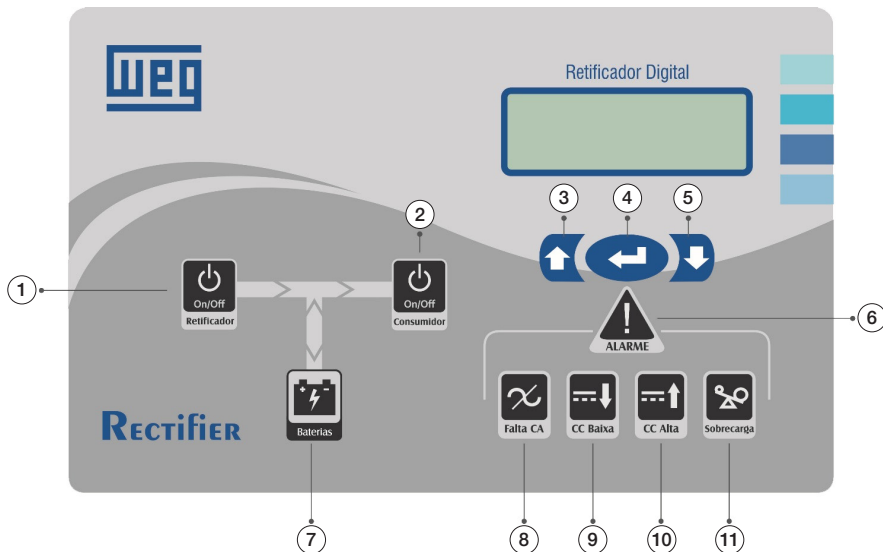 weg
Retificador Digital
3
4
5
2
1
On/Off
Retificador
On/Off
Consumidor
6
!
ALARME
Rectifier
Baterias
Falta CA
CC Baixa
CC Alta
Sobrecarga
7
8
9
10
11